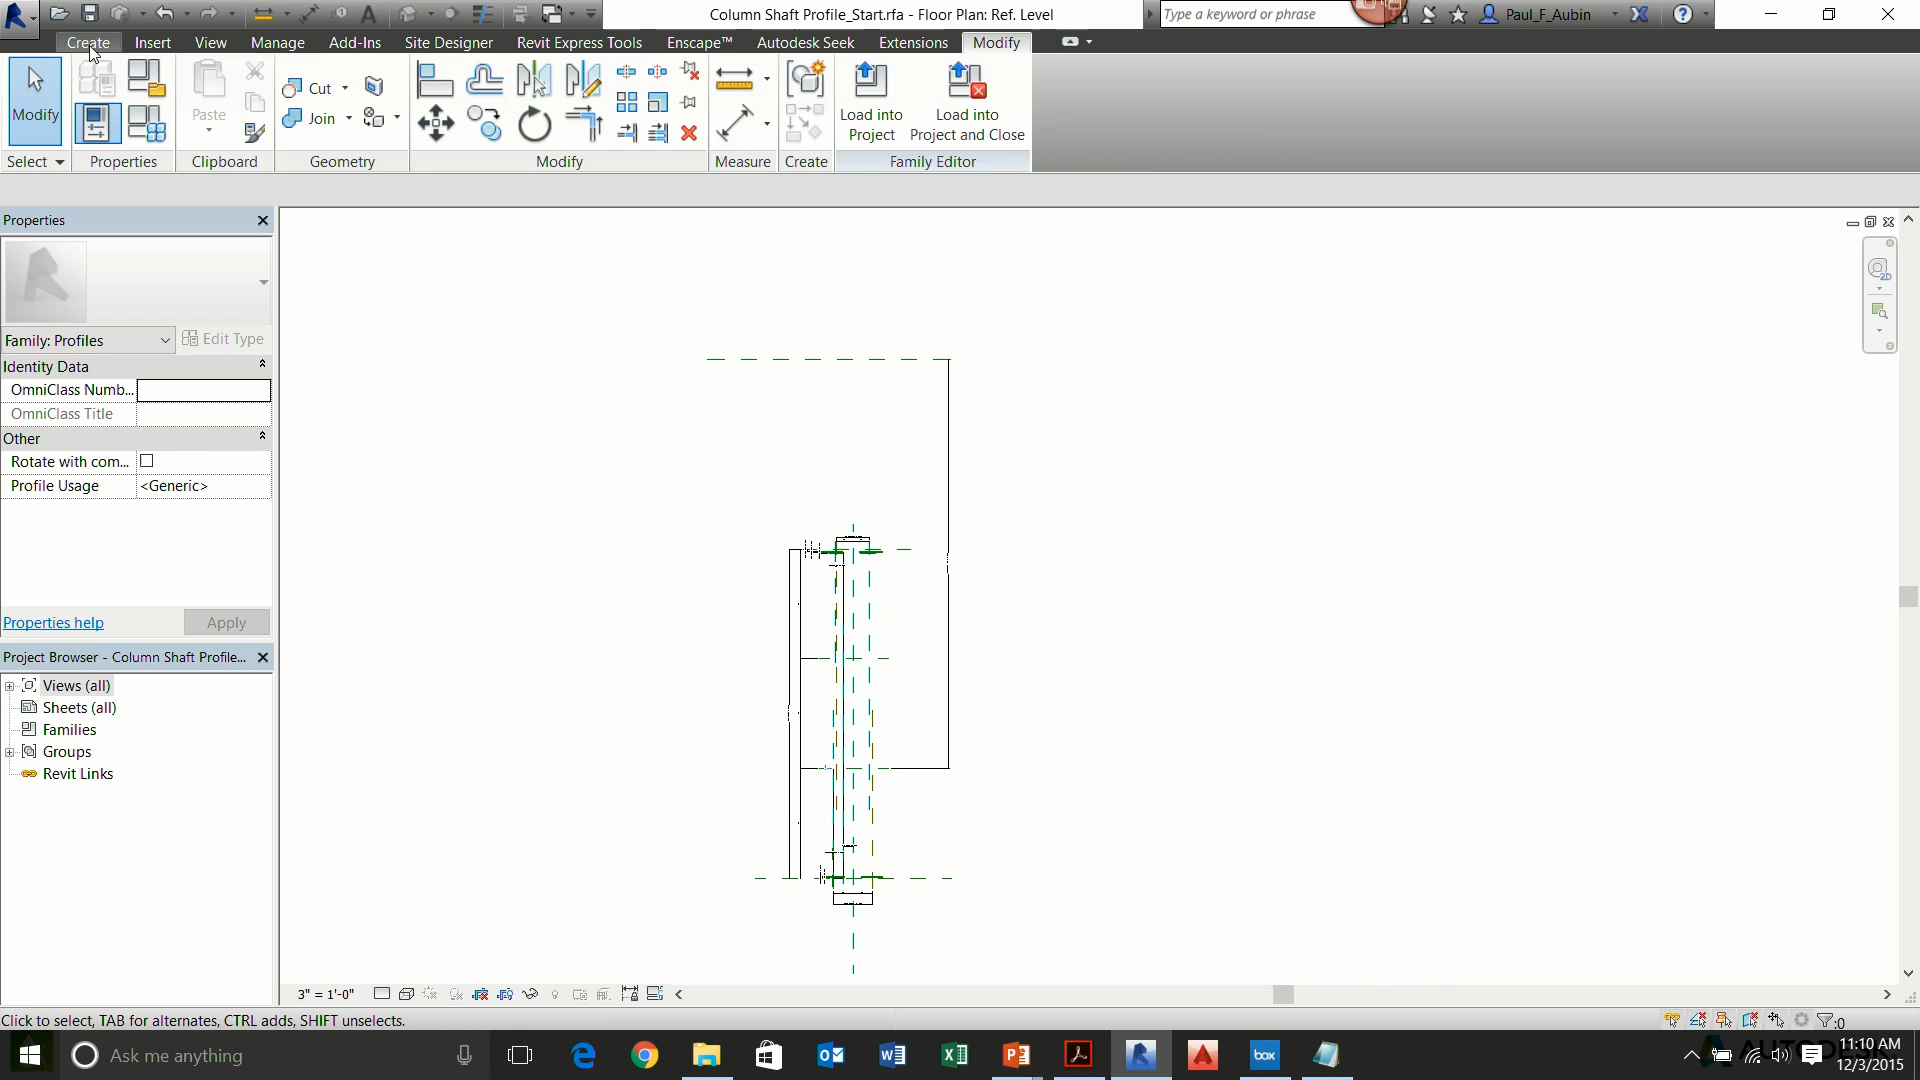 Column Shaft Profile_Start.rfa - Floor Plan: Ref. Level
Type a keyword or phrase
Paul_F_Aubin
Create
Insert
View
Manage
Add-Ins
Site Designer
Revit Express Tools
Enscape™
Autodesk Seek
Extensions
Modify
Modify
Paste
Cut
Join
Load into
Project
Load into
Project and Close
Select
Properties
Clipboard
Geometry
Modify
Measure
Create
Family Editor
Properties
Family: Profiles
Edit Type
Identity Data
OmniClass Numb...
OmniClass Title
Other
Rotate with com...
Profile Usage
<Generic>
Properties help
Apply
Project Browser - Column Shaft Profile...
Views (all)
Sheets (all)
Families
Groups
Revit Links
2D
3" = 1'-0"
Click to select, TAB for alternates, CTRL adds, SHIFT unselects.
:0
Ask me anything
box
11:10 AM
12/3/2015